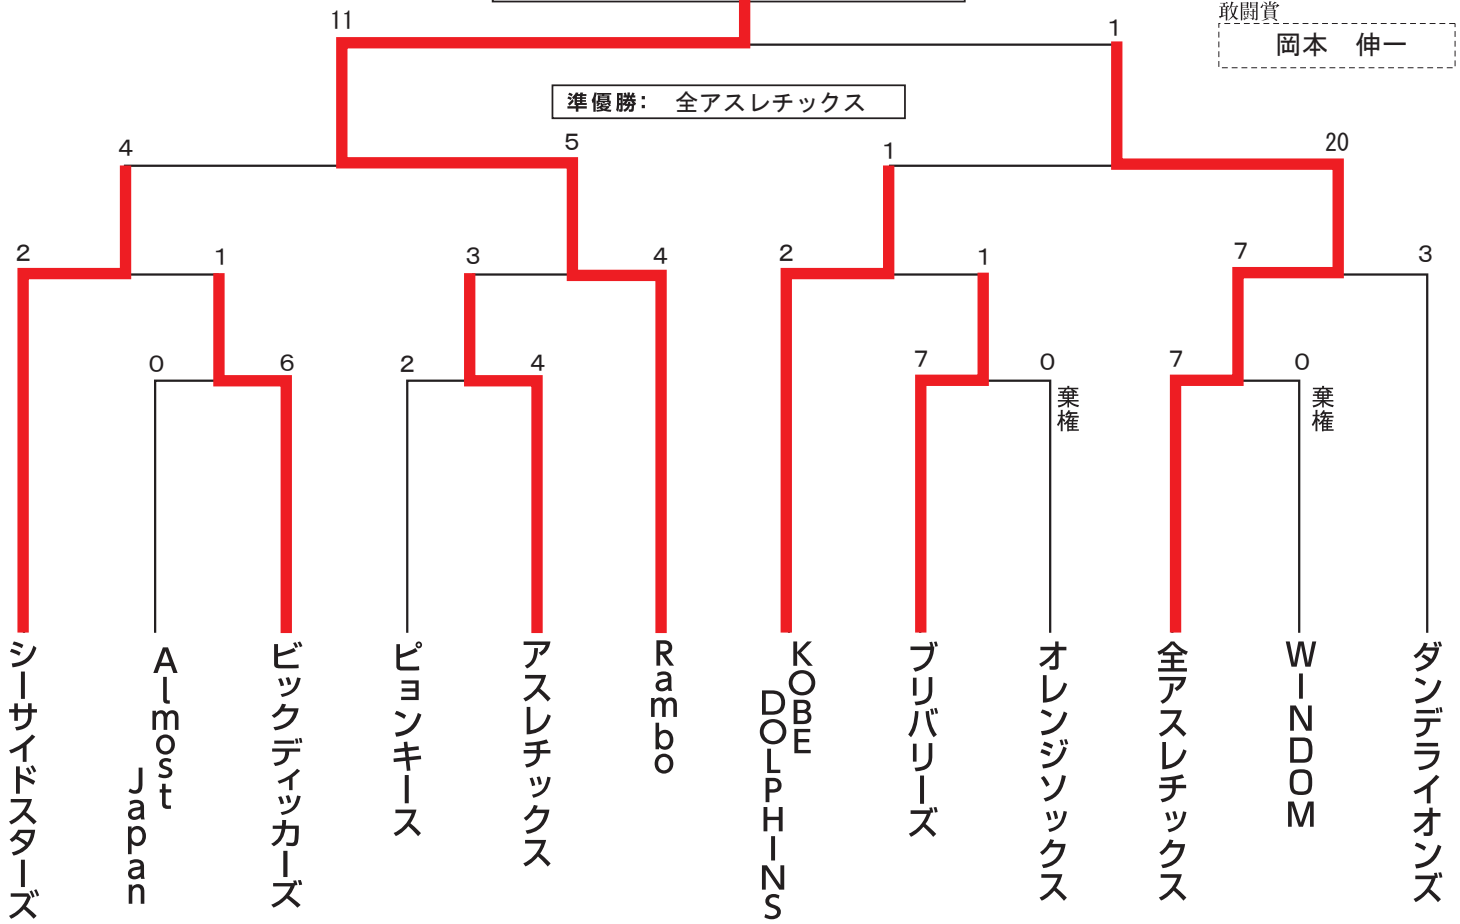 敢闘賞
岡本　伸一
11
1
準優勝：　全アスレチックス
4
5
1
20
2
1
3
4
2
1
7
3
0
6
2
4
7
0
7
0
棄権
棄権
シーサイドスターズ
Almost
Japan
ビックディッカーズ
ピョンキース
アスレチックス
Rambo
KOBE
DOLPHINS
ブリバリーズ
オレンジソックス
全アスレチックス
WINDOM
ダンデライオンズ